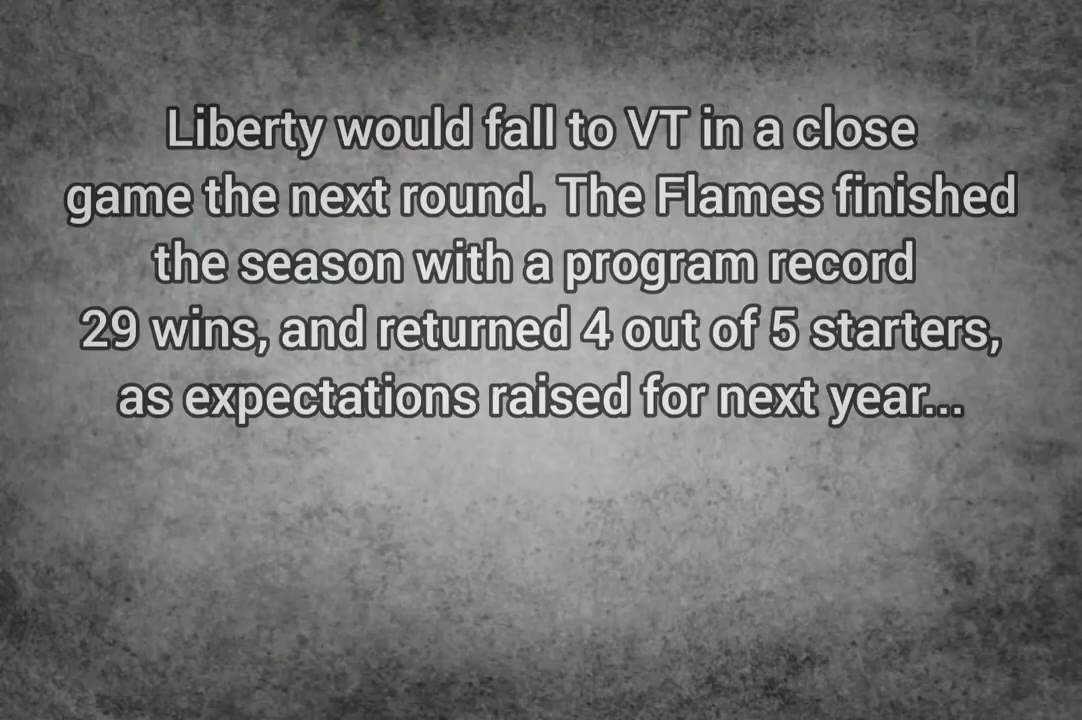 Liberty would fall to VT in a close
game the next round. The Flames finished
the season with a program record
29 wins, and returned 4 out of 5 starters,
as expectations raised for next year...